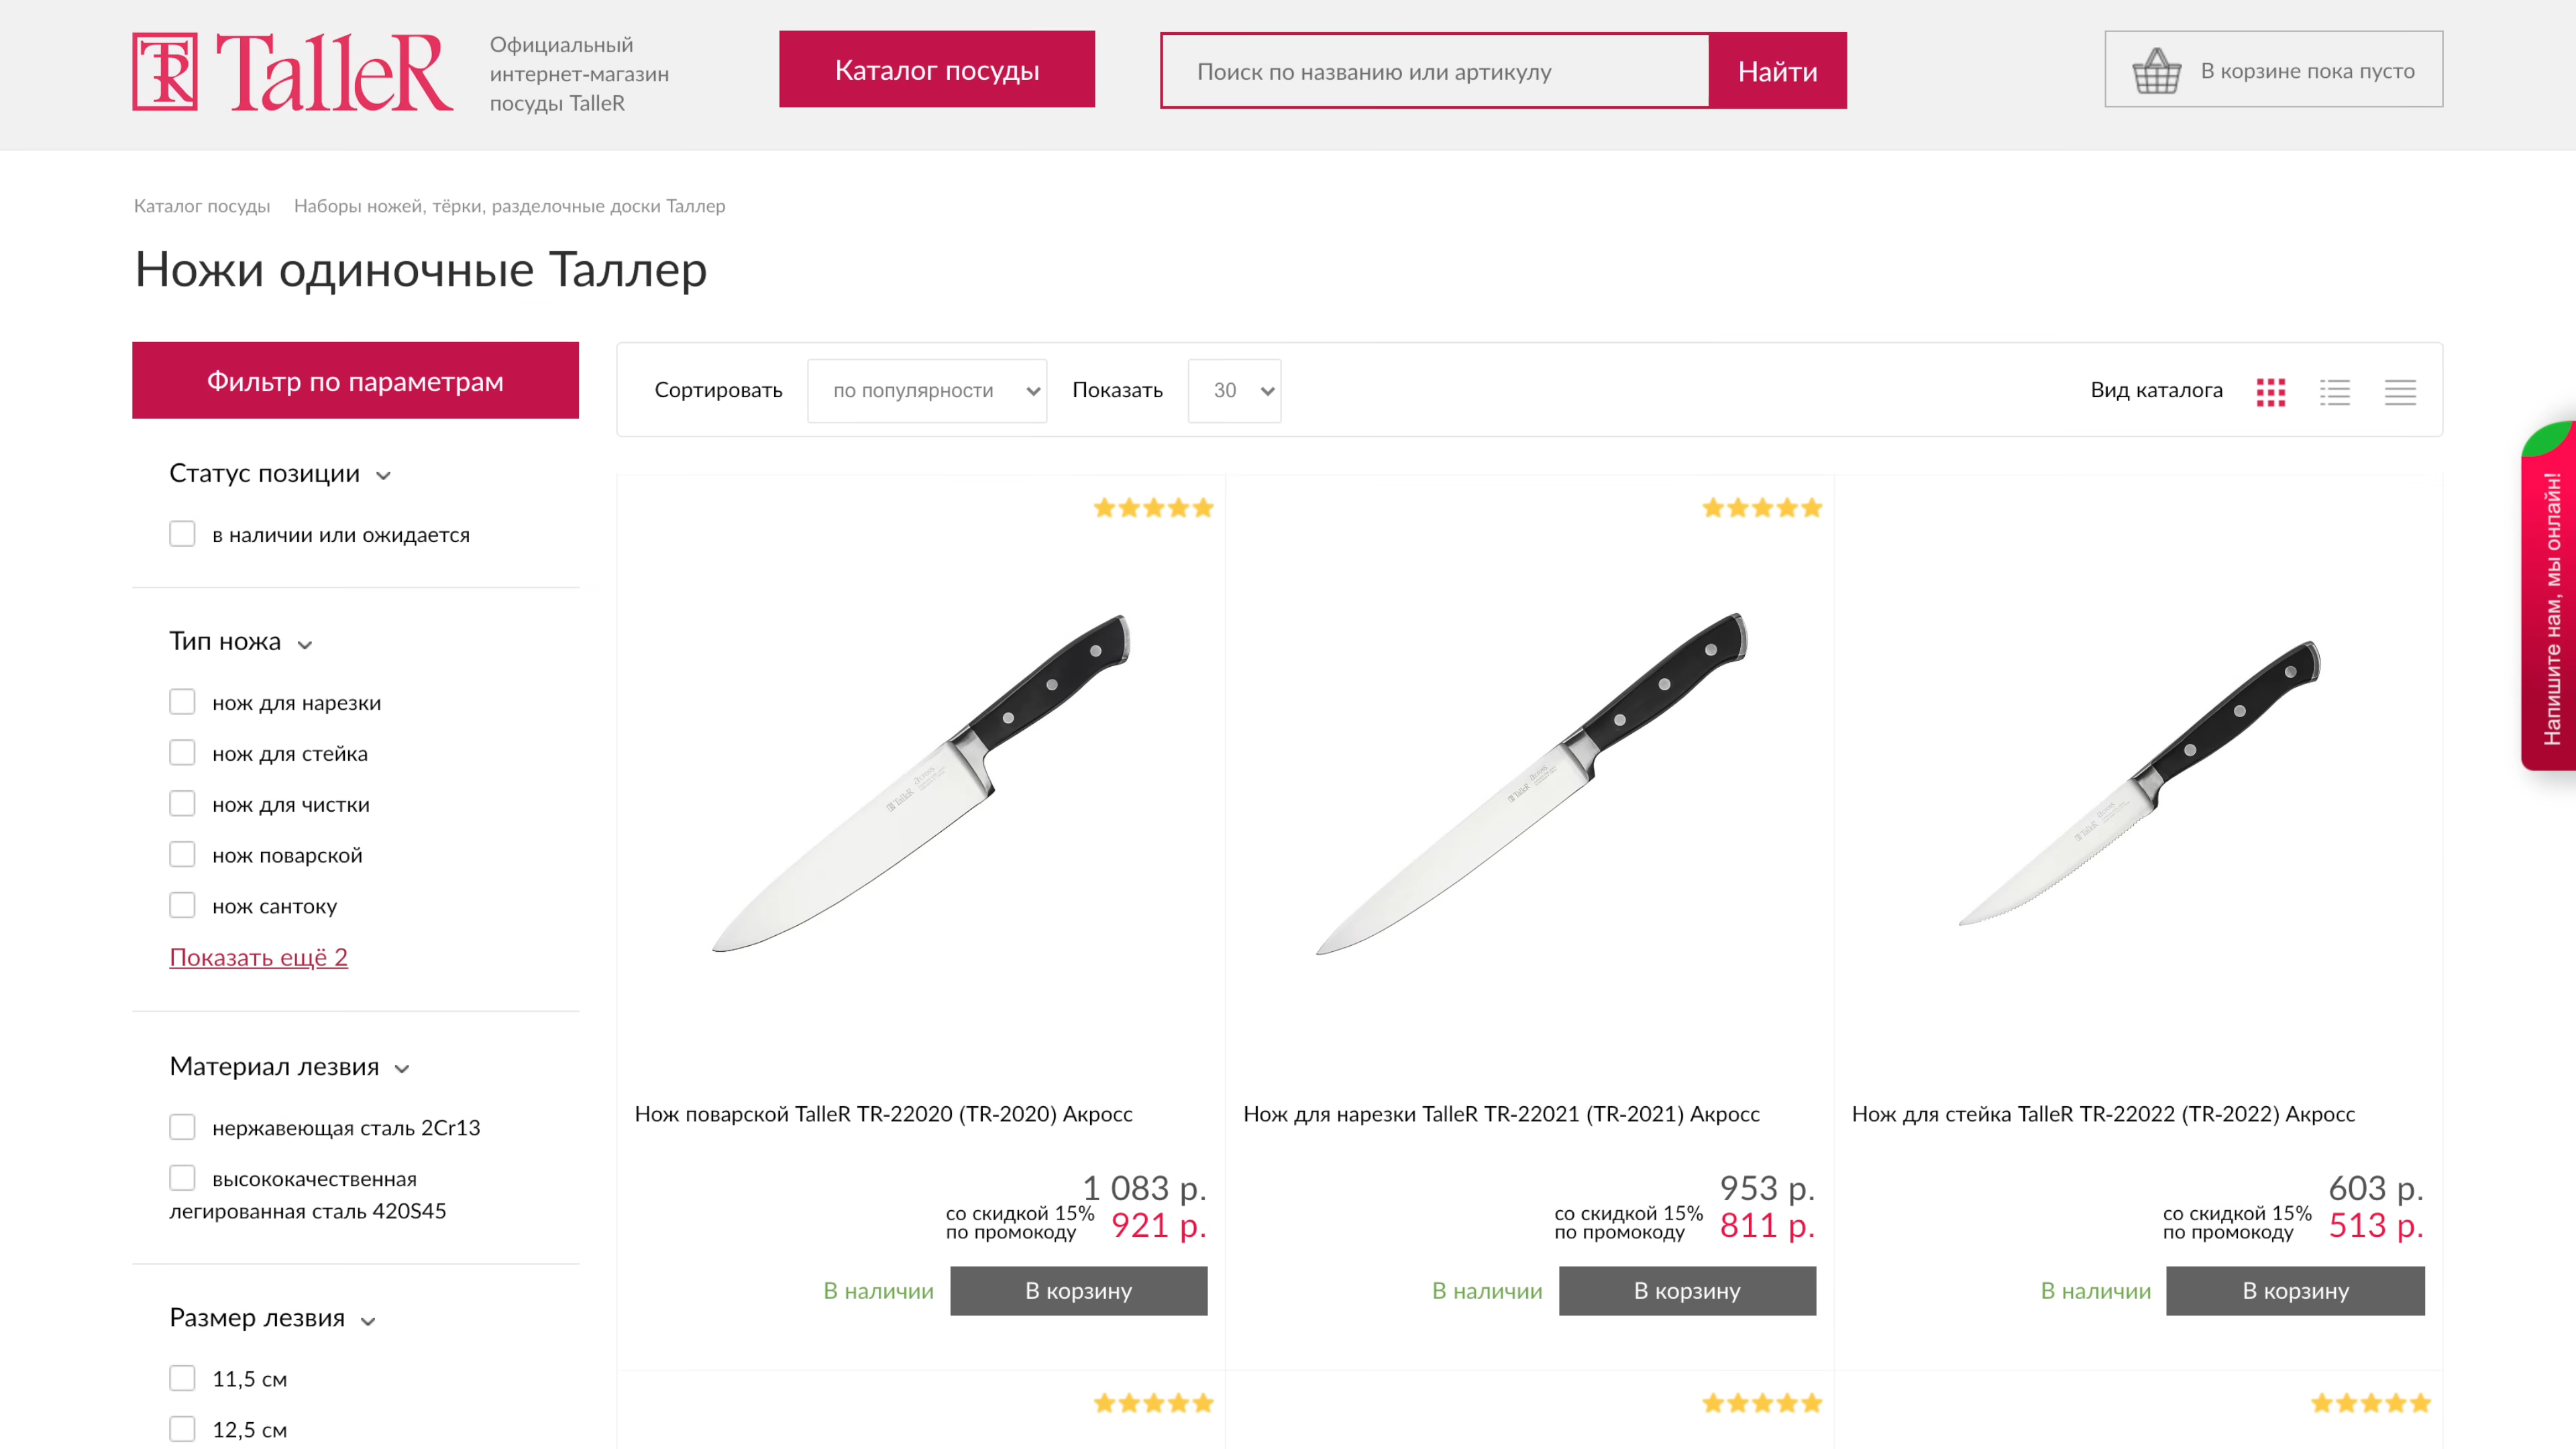 TR TalleR
Официальный
интернет-магазин
посуды TalleR
Каталог посуды
Поиск по названию или артикулу
Найти
В корзине пока пусто
Каталог посуды Наборы ножей, тёрки, разделочные доски Таллер
Ножи одиночные Таллер
Фильтр по параметрам
Статус позиции
в наличии или ожидается
Тип ножа
нож для нарезки
нож для стейка
нож для чистки
нож поварской
нож сантоку
Показать ещё 2
Материал лезвия
нержавеющая сталь 2Cr13
высококачественная
легированная сталь 420S45
Размер лезвия
11,5 см
12,5 см
Сортировать по популярности Показать 30 Вид каталога
TalleR
TalleR
TalleR
Нож поварской TalleR TR-22020 (TR-2020) Акросс
1 083 р.
со скидкой 15%
по промокоду
921 р.
В наличии
В корзину
Нож для нарезки TalleR TR-22021 (TR-2021) Акросс
953 р.
со скидкой 15%
по промокоду
811 р.
В наличии
В корзину
Нож для стейка TalleR TR-22022 (TR-2022) Акросс
603 р.
со скидкой 15%
по промокоду
513 р.
В наличии
В корзину
Напишите нам, мы онлайн!